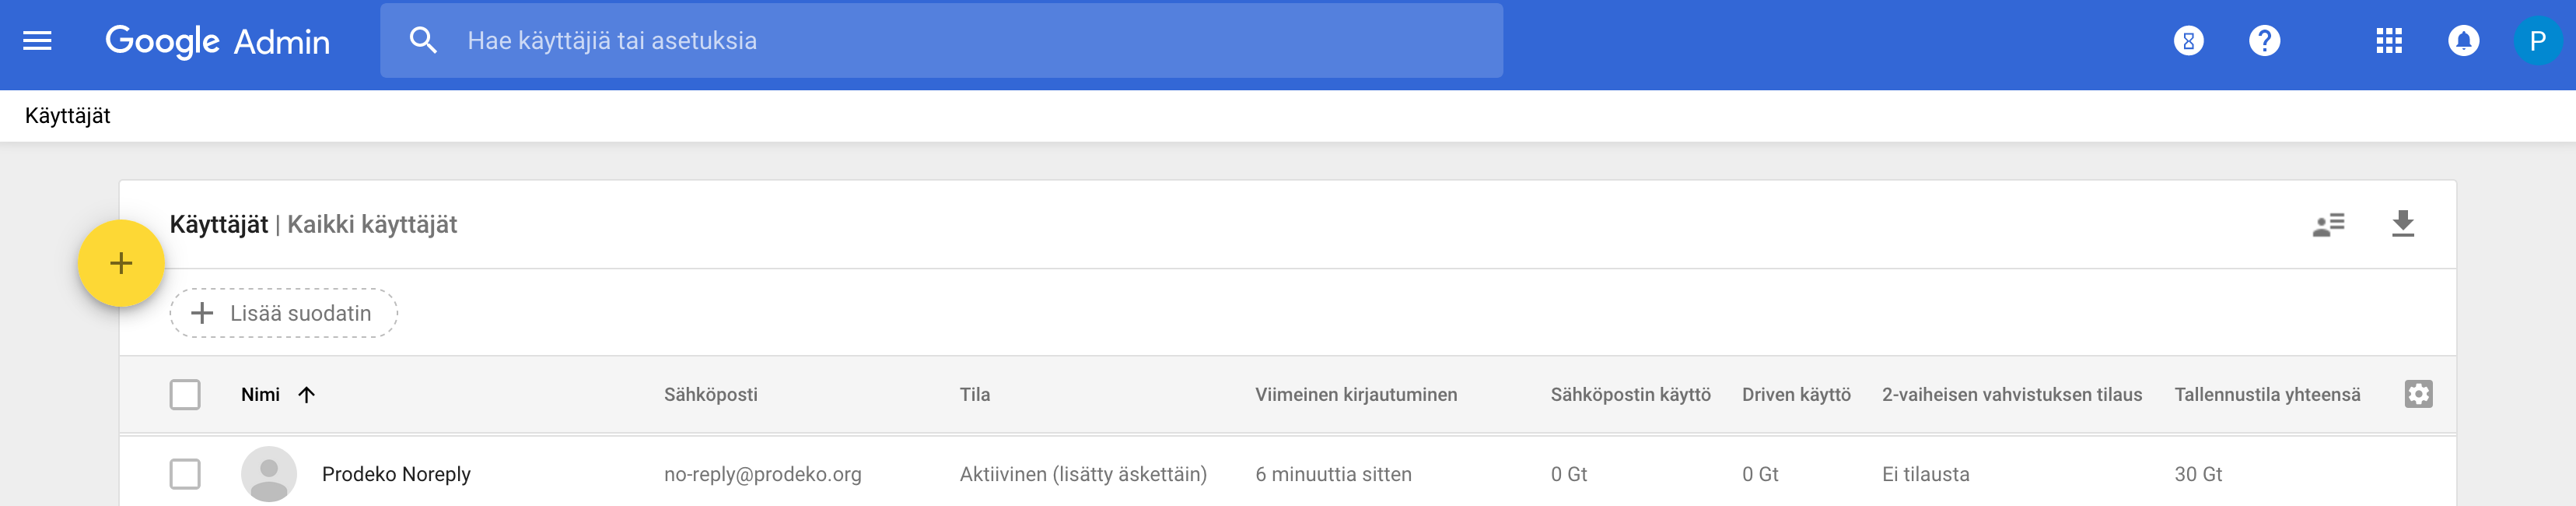 Google Admin Hae käyttäjiä tai asetuksia P
Käyttäjät
Käyttäjät | Kaikki käyttäjät
Lisää suodatin
Nimi Sähköposti Tila Viimeinen kirjautuminen Sähköpostin käyttö Driven käyttö 2-vaiheisen vahvistuksen tilaus Tallennustila yhteensä
Prodeko Noreply no-reply@prodeko.org Aktiivinen (lisätty äskettäin) 6 minuuttia sitten 0 Gt 0 Gt Ei tilausta 30 Gt